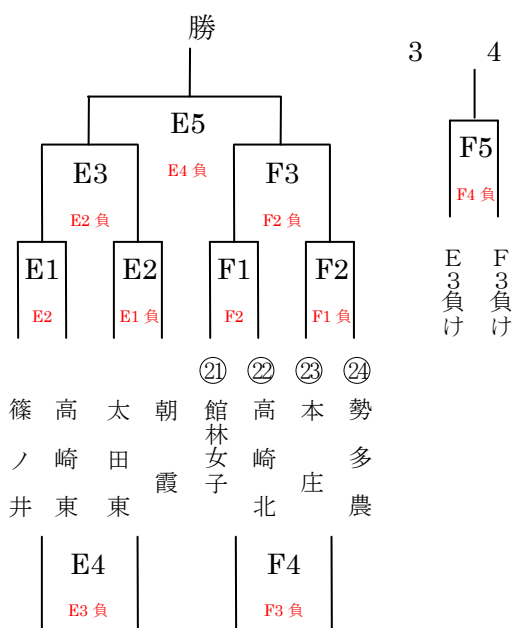 勝
3 4
E5
E4 負
F5
F4 負
E3
E2 負
F3
F2 負
E1
E2
E2
E1 負
F1
F2
F2
F1 負
E3負け
F3負け
㉑ ㉒ ㉓ ㉔
篠ノ井
高崎東
太田東
朝霞
館林女子
高崎北
本庄
勢多農
E4
E3 負
F4
F3 負